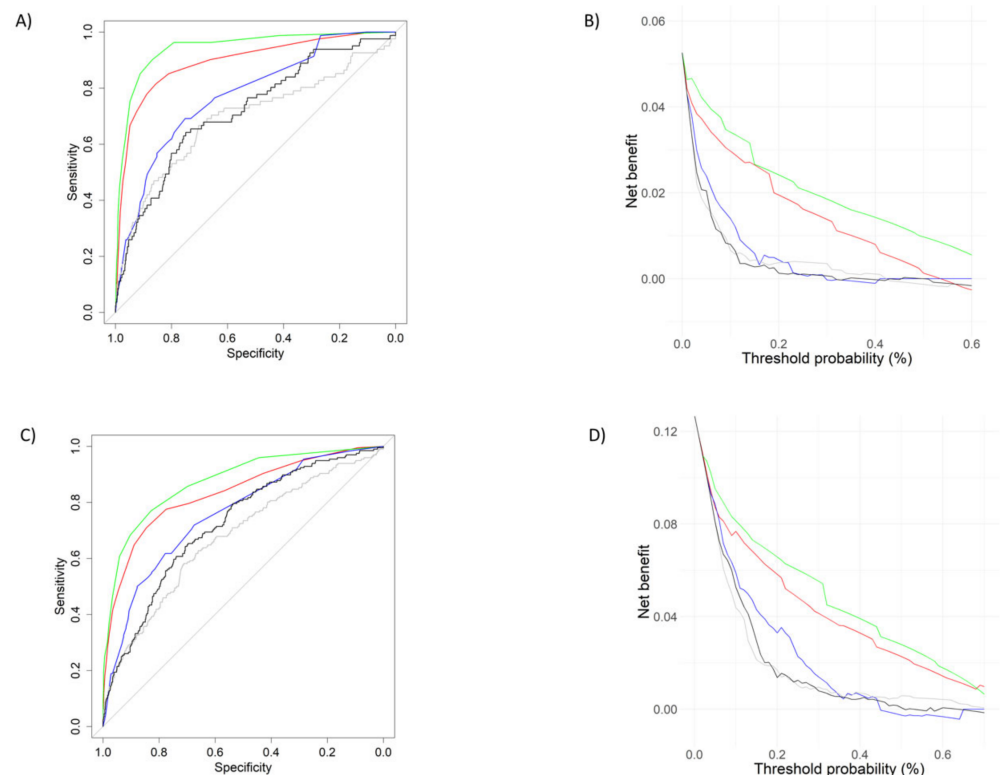 A)
1.0
0.8
0.6
0.4
0.2
0.0
Sensitivity
1.0 0.8 0.6 0.4 0.2 0.0
Specificity
B)
0.06
0.04
0.02
0.00
Net benefit
0.0 0.2 0.4 0.6
Threshold probability (%)
C)
1.0
0.8
0.6
0.4
0.2
0.0
Sensitivity
1.0 0.8 0.6 0.4 0.2 0.0
Specificity
D)
0.12
0.08
0.04
0.00
Net benefit
0.0 0.2 0.4 0.6
Threshold probability (%)